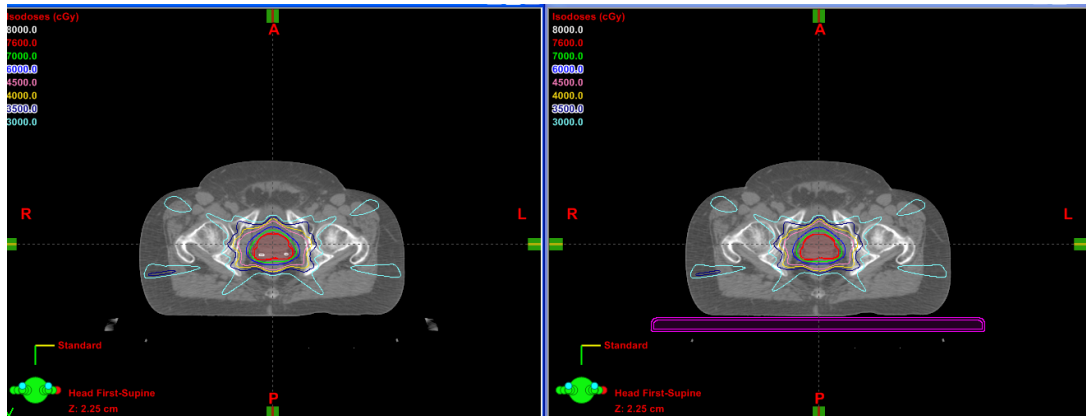 Isodoses (cGy)
8000.0
7600.0
7000.0
6000.0
4500.0
4000.0
3500.0
3000.0
A
R
L
Standard
Head First-Supine
Z: 2.25 cm
P
Isodoses (cGy)
8000.0
7600.0
7000.0
6000.0
4500.0
4000.0
3500.0
3000.0
A
R
L
Standard
Head First-Supine
Z: 2.25 cm
P